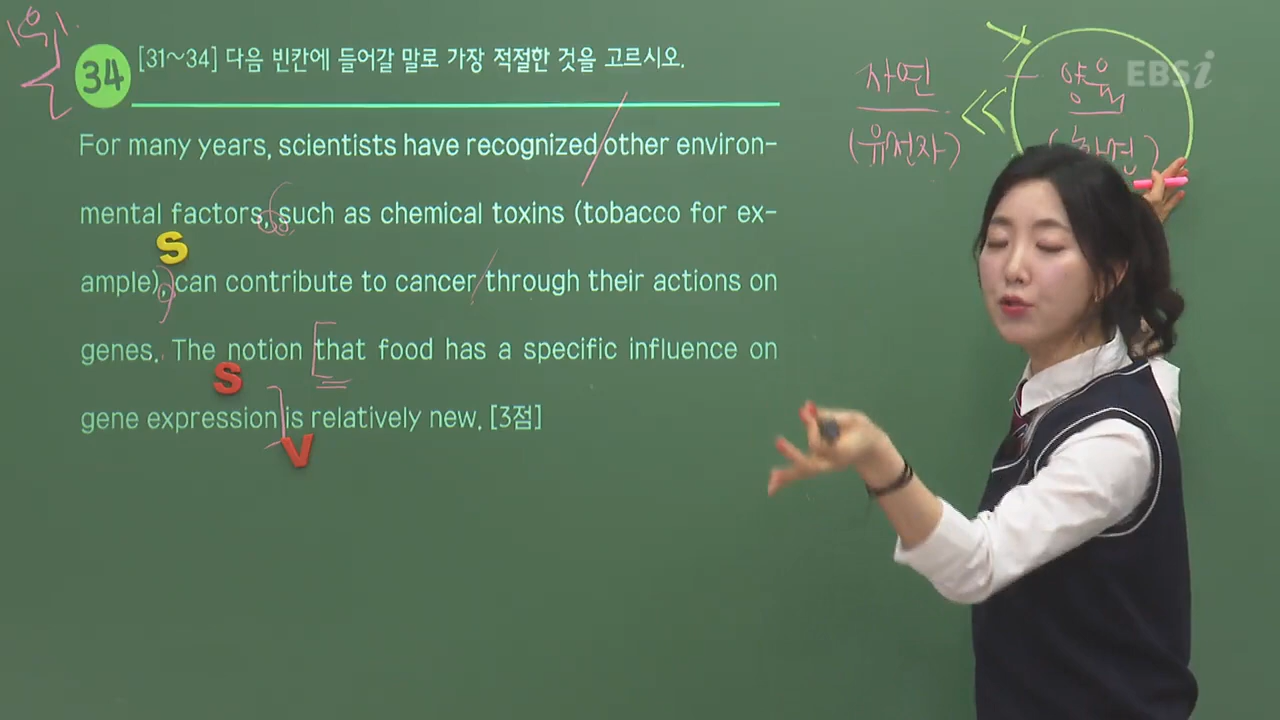 34 [31~34] 다음 빈칸에 들어갈 말로 가장 적절한 것을 고르시오.
For many years, scientists have recognized other environ-
mental factors, such as chemical toxins (tobacco for ex-
S
ample), can contribute to cancer through their actions on
genes. The notion that food has a specific influence on
S
gene expression is relatively new. [3점]
V
자연 << 양육
(유전자) (환경)
EBSi